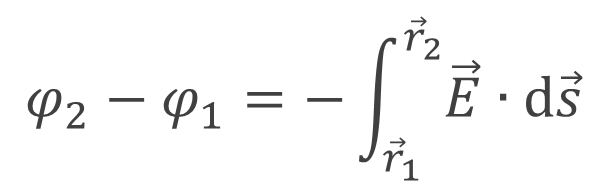 φ₂ − φ₁ = − ∫_{r⃗₁}^{r⃗₂} E⃗ · ds⃗